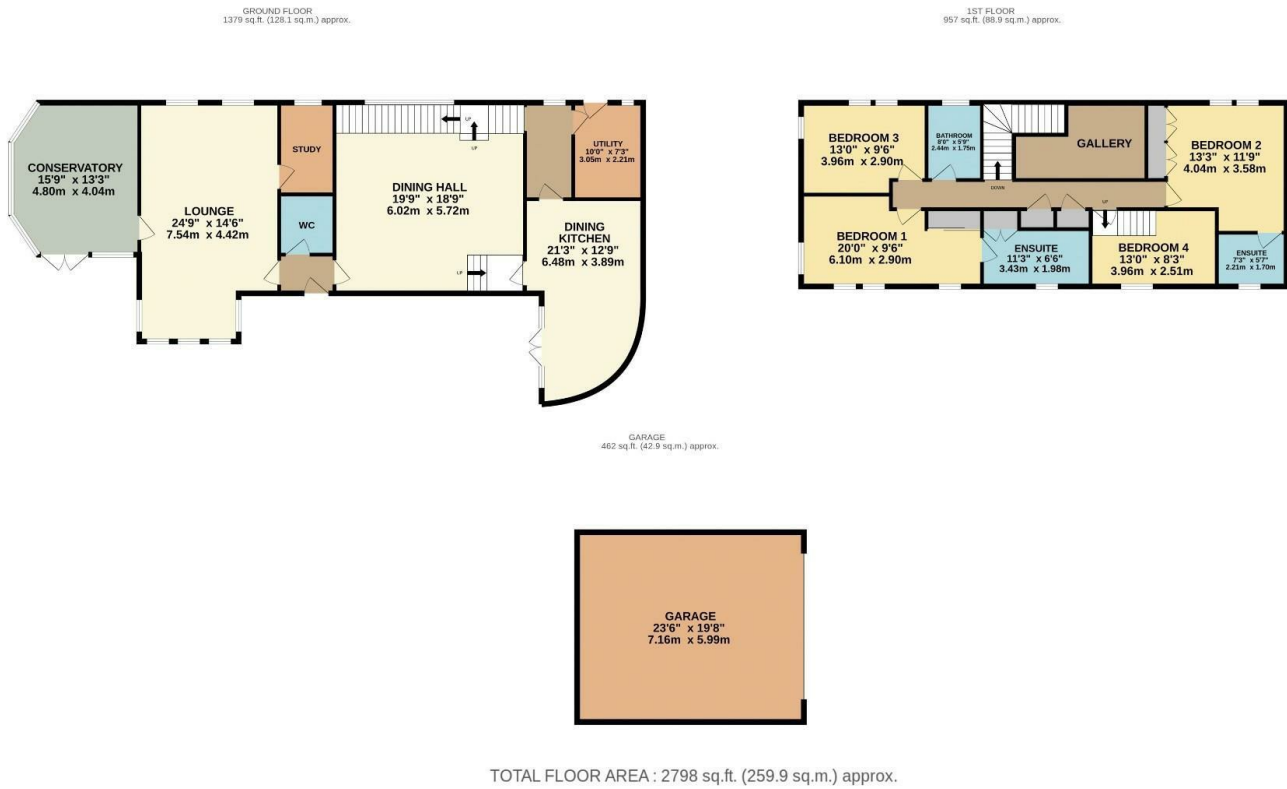 GROUND FLOOR
1379 sq.ft. (128.1 sq.m.) approx.
1ST FLOOR
957 sq.ft. (88.9 sq.m.) approx.
CONSERVATORY
15'9" x 13'3"
4.80m x 4.04m
LOUNGE
24'9" x 14'6
7.54m x 4.42m
STUDY
WC
UP
UP
DINING HALL
19'9" x 18'9"
6.02m x 5.72m
UP
UTILITY
10'0" x 7'3"
3.05m x 2.21m
DINING
KITCHEN
21'3" x 12'9"
6.48m x 3.89m
BEDROOM 3
13'0" x 9'6"
3.96m x 2.90m
BATHROOM
8'0" x 5'9"
2.44m x 1.75m
DOWN
GALLERY
BEDROOM 2
13'3" x 11'9"
4.04m x 3.58m
BEDROOM 1
20'0" x 9'6"
6.10m x 2.90m
ENSUITE
11'3" x 6'6"
3.43m x 1.98m
UP
BEDROOM 4
13'0" x 8'3"
3.96m x 2.51m
ENSUITE
7'3" x 5'7"
2.21m x 1.70m
GARAGE
462 sq.ft. (42.9 sq.m.) approx.
GARAGE
23'6" x 19'8"
7.16m x 5.99m
TOTAL FLOOR AREA : 2798 sq.ft. (259.9 sq.m.) approx.